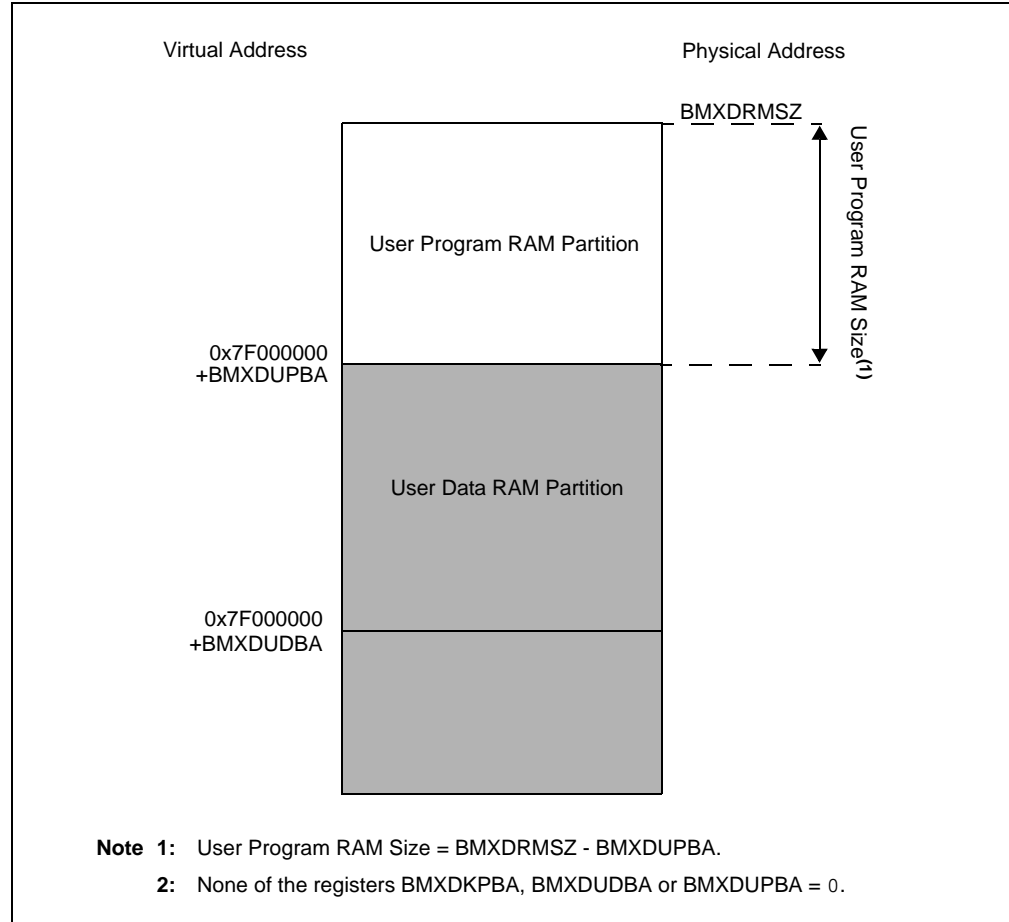 Virtual Address
Physical Address
BMXDRMSZ
User Program RAM Size(1)
User Program RAM Partition
0x7F000000
+BMXDUPBA
User Data RAM Partition
0x7F000000
+BMXDUDBA
Note 1: User Program RAM Size = BMXDRMSZ - BMXDUPBA.
2: None of the registers BMXDKPBA, BMXDUDBA or BMXDUPBA = 0.